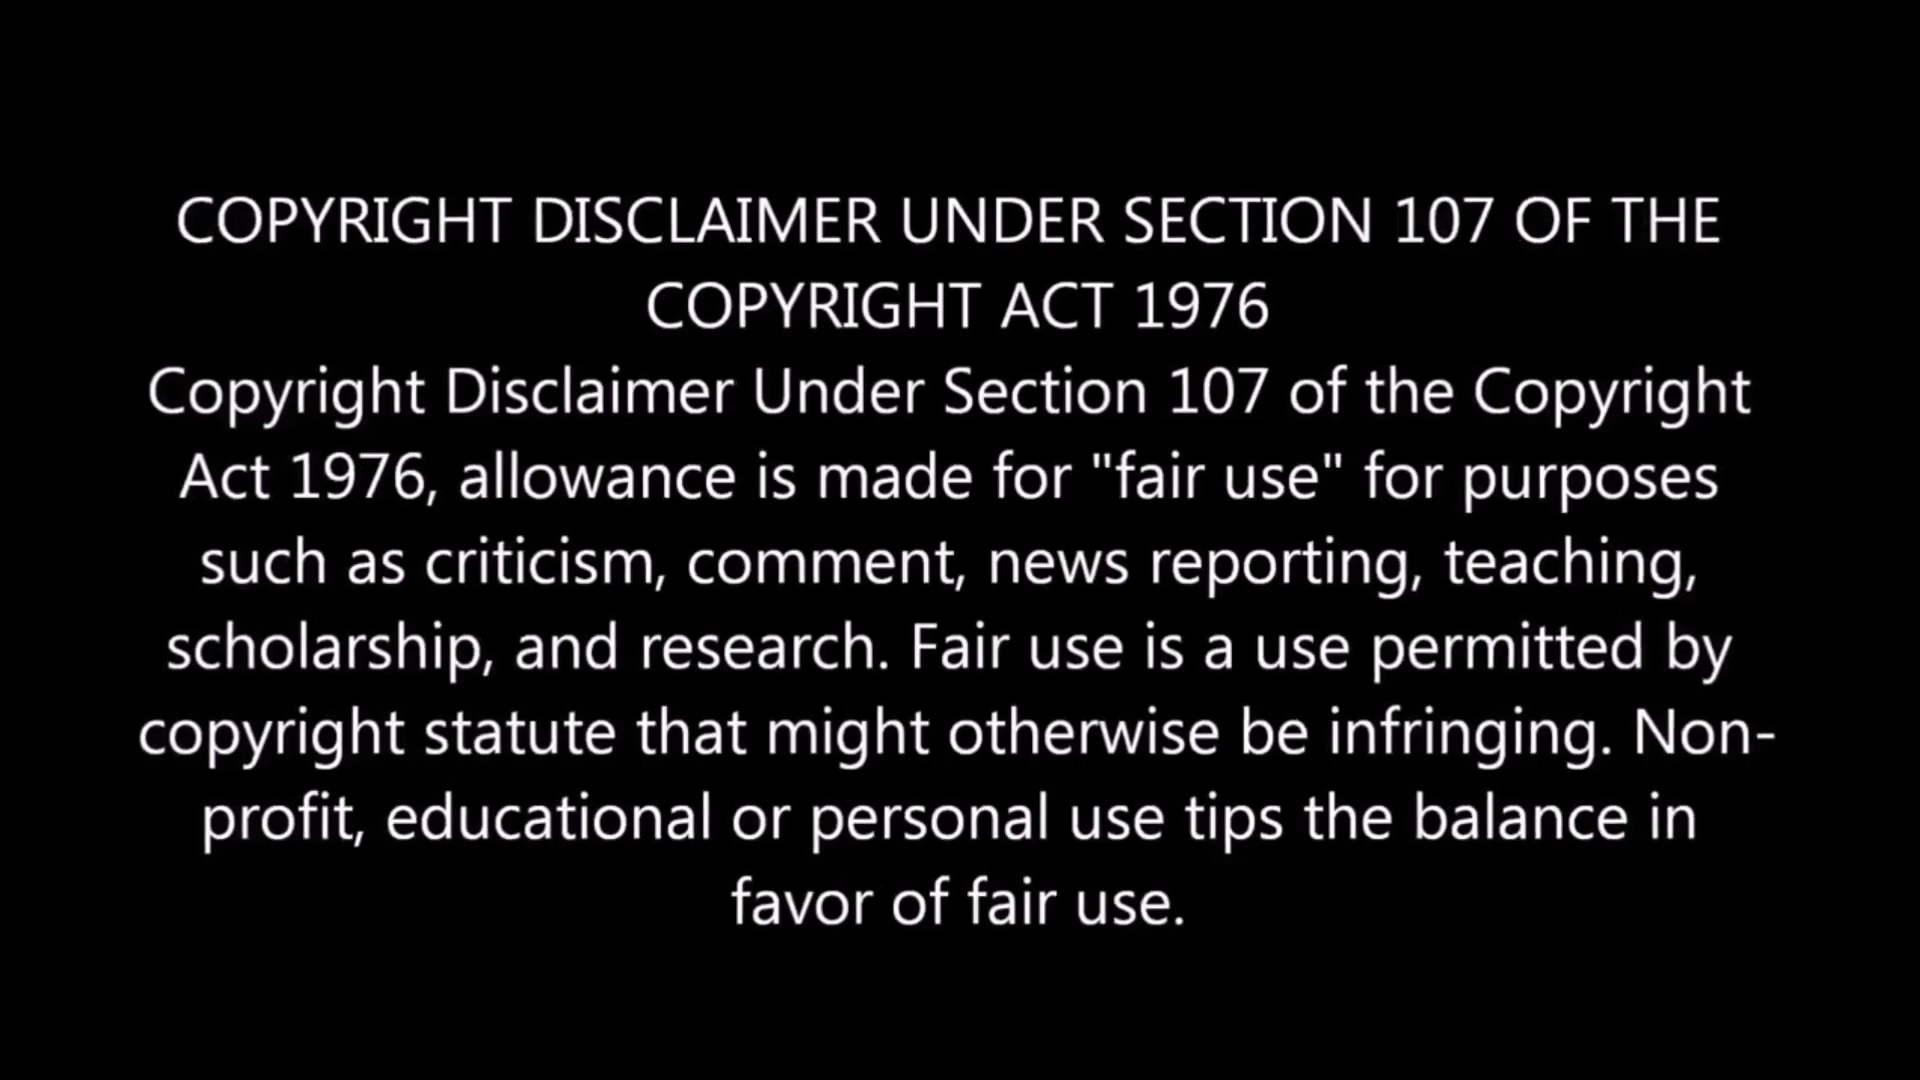 COPYRIGHT DISCLAIMER UNDER SECTION 107 OF THE
COPYRIGHT ACT 1976
Copyright Disclaimer Under Section 107 of the Copyright
Act 1976, allowance is made for "fair use" for purposes
such as criticism, comment, news reporting, teaching,
scholarship, and research. Fair use is a use permitted by
copyright statute that might otherwise be infringing. Non-
profit, educational or personal use tips the balance in
favor of fair use.